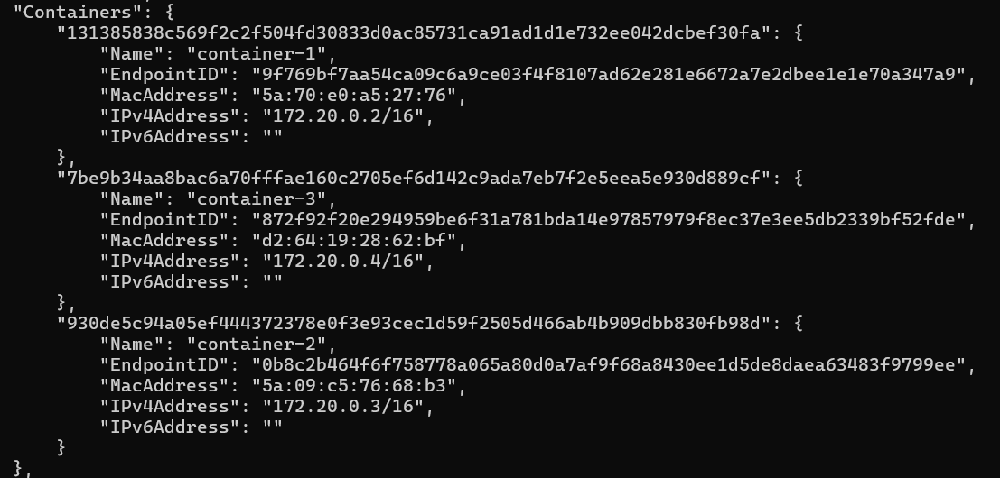 "Containers": {
"131385838c569f2c2f504fd30833d0ac85731ca91ad1d1e732ee042dcbef30fa": {
"Name": "container-1",
"EndpointID": "9f769bf7aa54ca09c6a9ce03f4f8107ad62e281e6672a7e2dbee1e1e70a347a9",
"MacAddress": "5a:70:e0:a5:27:76",
"IPv4Address": "172.20.0.2/16",
"IPv6Address": ""
},
"7be9b34aa8bac6a70fffae160c2705ef6d142c9ada7eb7f2e5eea5e930d889cf": {
"Name": "container-3",
"EndpointID": "872f92f20e294959be6f31a781bda14e97857979f8ec37e3ee5db2339bf52fde",
"MacAddress": "d2:64:19:28:62:bf",
"IPv4Address": "172.20.0.4/16",
"IPv6Address": ""
},
"930de5c94a05ef444372378e0f3e93cec1d59f2505d466ab4b909dbb830fb98d": {
"Name": "container-2",
"EndpointID": "0b8c2b464f6f758778a065a80d0a7af9f68a8430ee1d5de8daea63483f9799ee",
"MacAddress": "5a:09:c5:76:68:b3",
"IPv4Address": "172.20.0.3/16",
"IPv6Address": ""
}
},